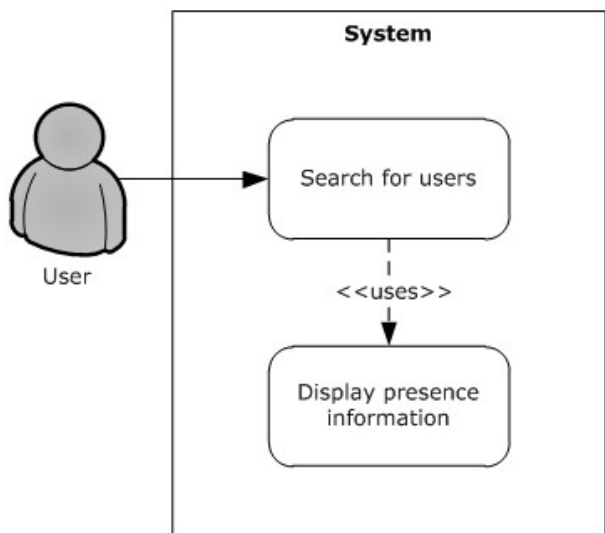 System
Search for users
User
<<uses>>
Display presence
information